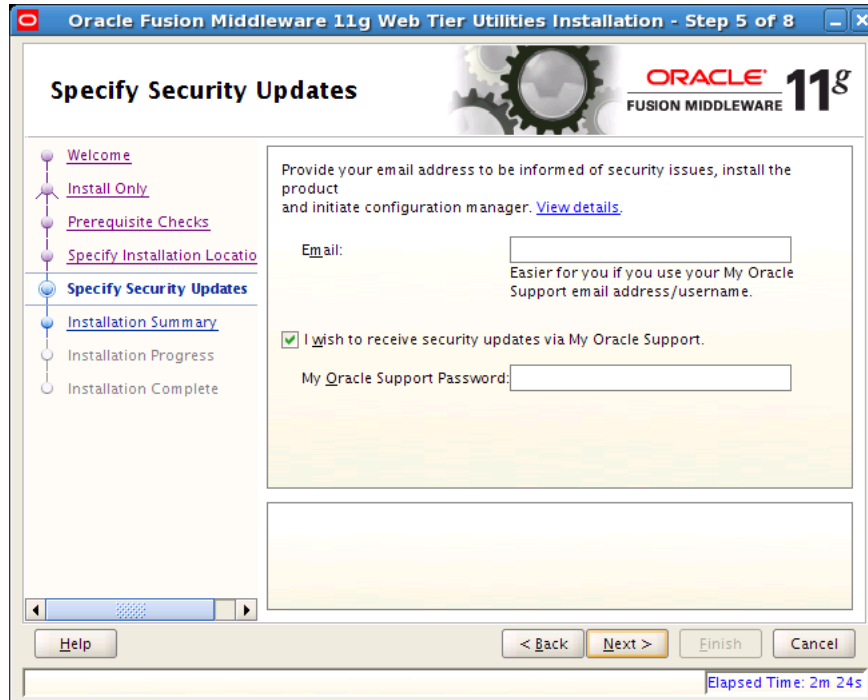 Oracle Fusion Middleware 11g Web Tier Utilities Installation - Step 5 of 8
Specify Security Updates
ORACLE
FUSION MIDDLEWARE
11g
Welcome
Install Only
Prerequisite Checks
Specify Installation Locatio
Specify Security Updates
Installation Summary
Installation Progress
Installation Complete
Provide your email address to be informed of security issues, install the
product
and initiate configuration manager. View details.
Email:
Easier for you if you use your My Oracle
Support email address/username.
I wish to receive security updates via My Oracle Support.
My Oracle Support Password:
Help
< Back
Next >
Finish
Cancel
Elapsed Time: 2m 24s